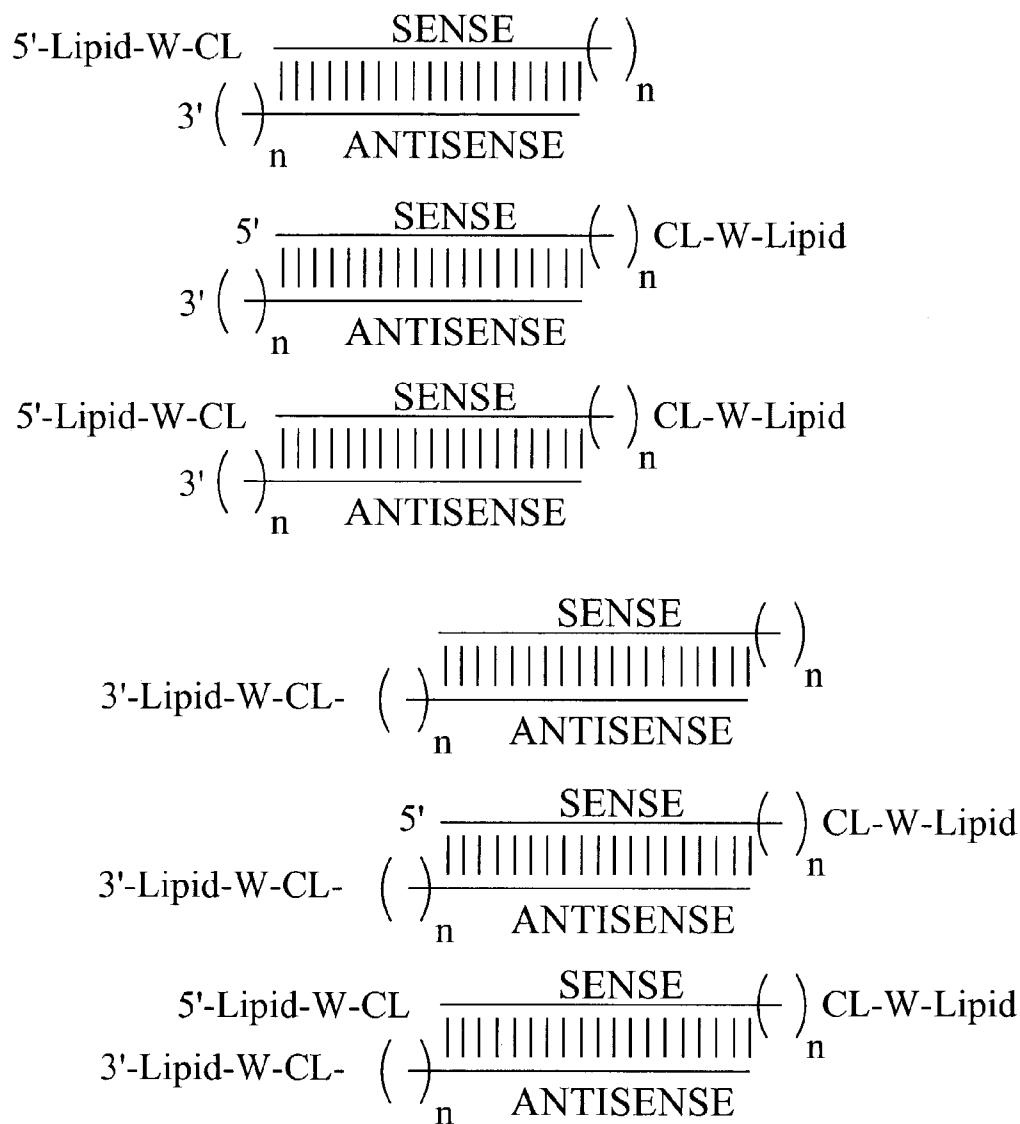 5'-Lipid-W-CL SENSE ( )n
3' ( )n ANTISENSE
5' SENSE ( )n CL-W-Lipid
3' ( )n ANTISENSE
5'-Lipid-W-CL SENSE ( )n CL-W-Lipid
3' ( )n ANTISENSE
SENSE ( )n
3'-Lipid-W-CL- ( )n ANTISENSE
5' SENSE ( )n CL-W-Lipid
3'-Lipid-W-CL- ( )n ANTISENSE
5'-Lipid-W-CL SENSE ( )n CL-W-Lipid
3'-Lipid-W-CL- ( )n ANTISENSE